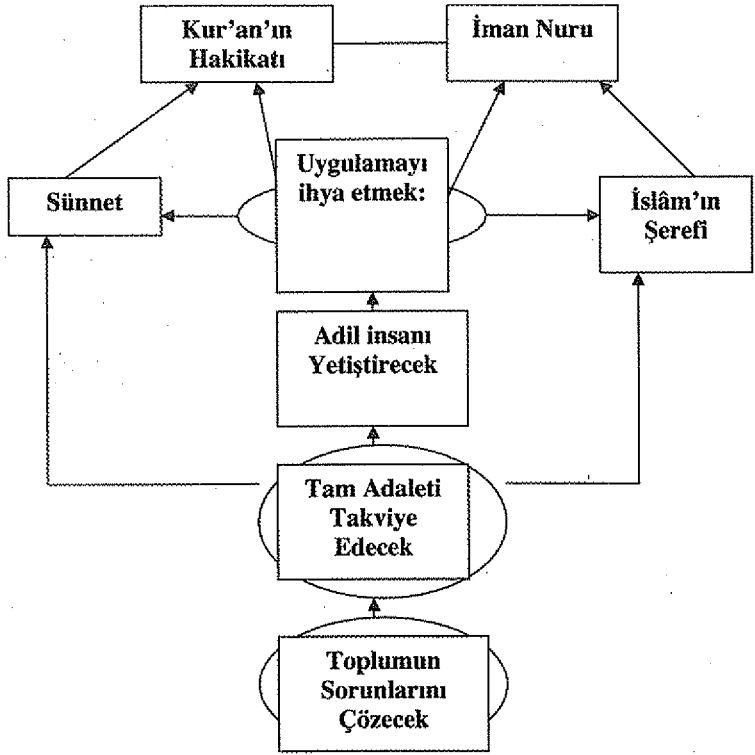 Kur'an'ın
Hakikatı
İman Nuru
Uygulamayı
ihya etmek:
Sünnet
İslâm'ın
Şerefi
Adil insanı
Yetiştirecek
Tam Adaleti
Takviye
Edecek
Toplumun
Sorunlarını
Çözecek